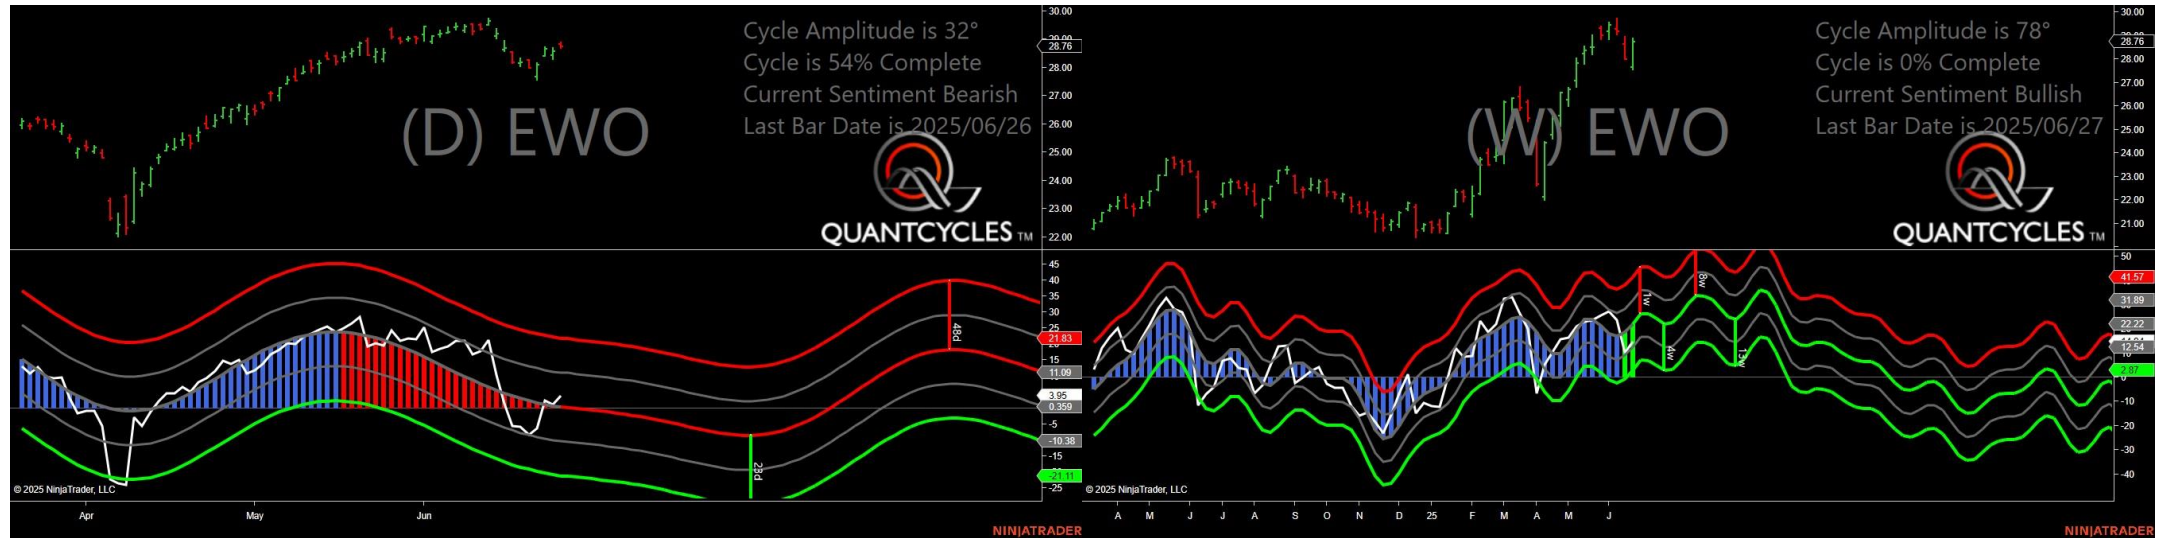 Cycle Amplitude is 32°
Cycle is 54% Complete
Current Sentiment Bearish
Last Bar Date is 2025/06/26
(D) EWO
QUANTCYCLES TM
30.00
28.76
28.00
27.00
26.00
25.00
24.00
23.00
22.00
45
40
35
30
25
21.83
15
11.09
3.95
0.359
-5
-10.38
-15
-21.11
-25
48d
23d
© 2025 NinjaTrader, LLC
Apr May Jun
NINJATRADER
Cycle Amplitude is 78°
Cycle is 0% Complete
Current Sentiment Bullish
Last Bar Date is 2025/06/27
(W) EWO
QUANTCYCLES TM
30.00
28.76
28.00
27.00
26.00
25.00
24.00
23.00
22.00
21.00
50
41.57
31.89
22.22
12.54
2.87
-10
-20
-30
-40
1w
8w
4w
13w
© 2025 NinjaTrader, LLC
A M J J A S O N D 25 F M A M J
NINJATRADER